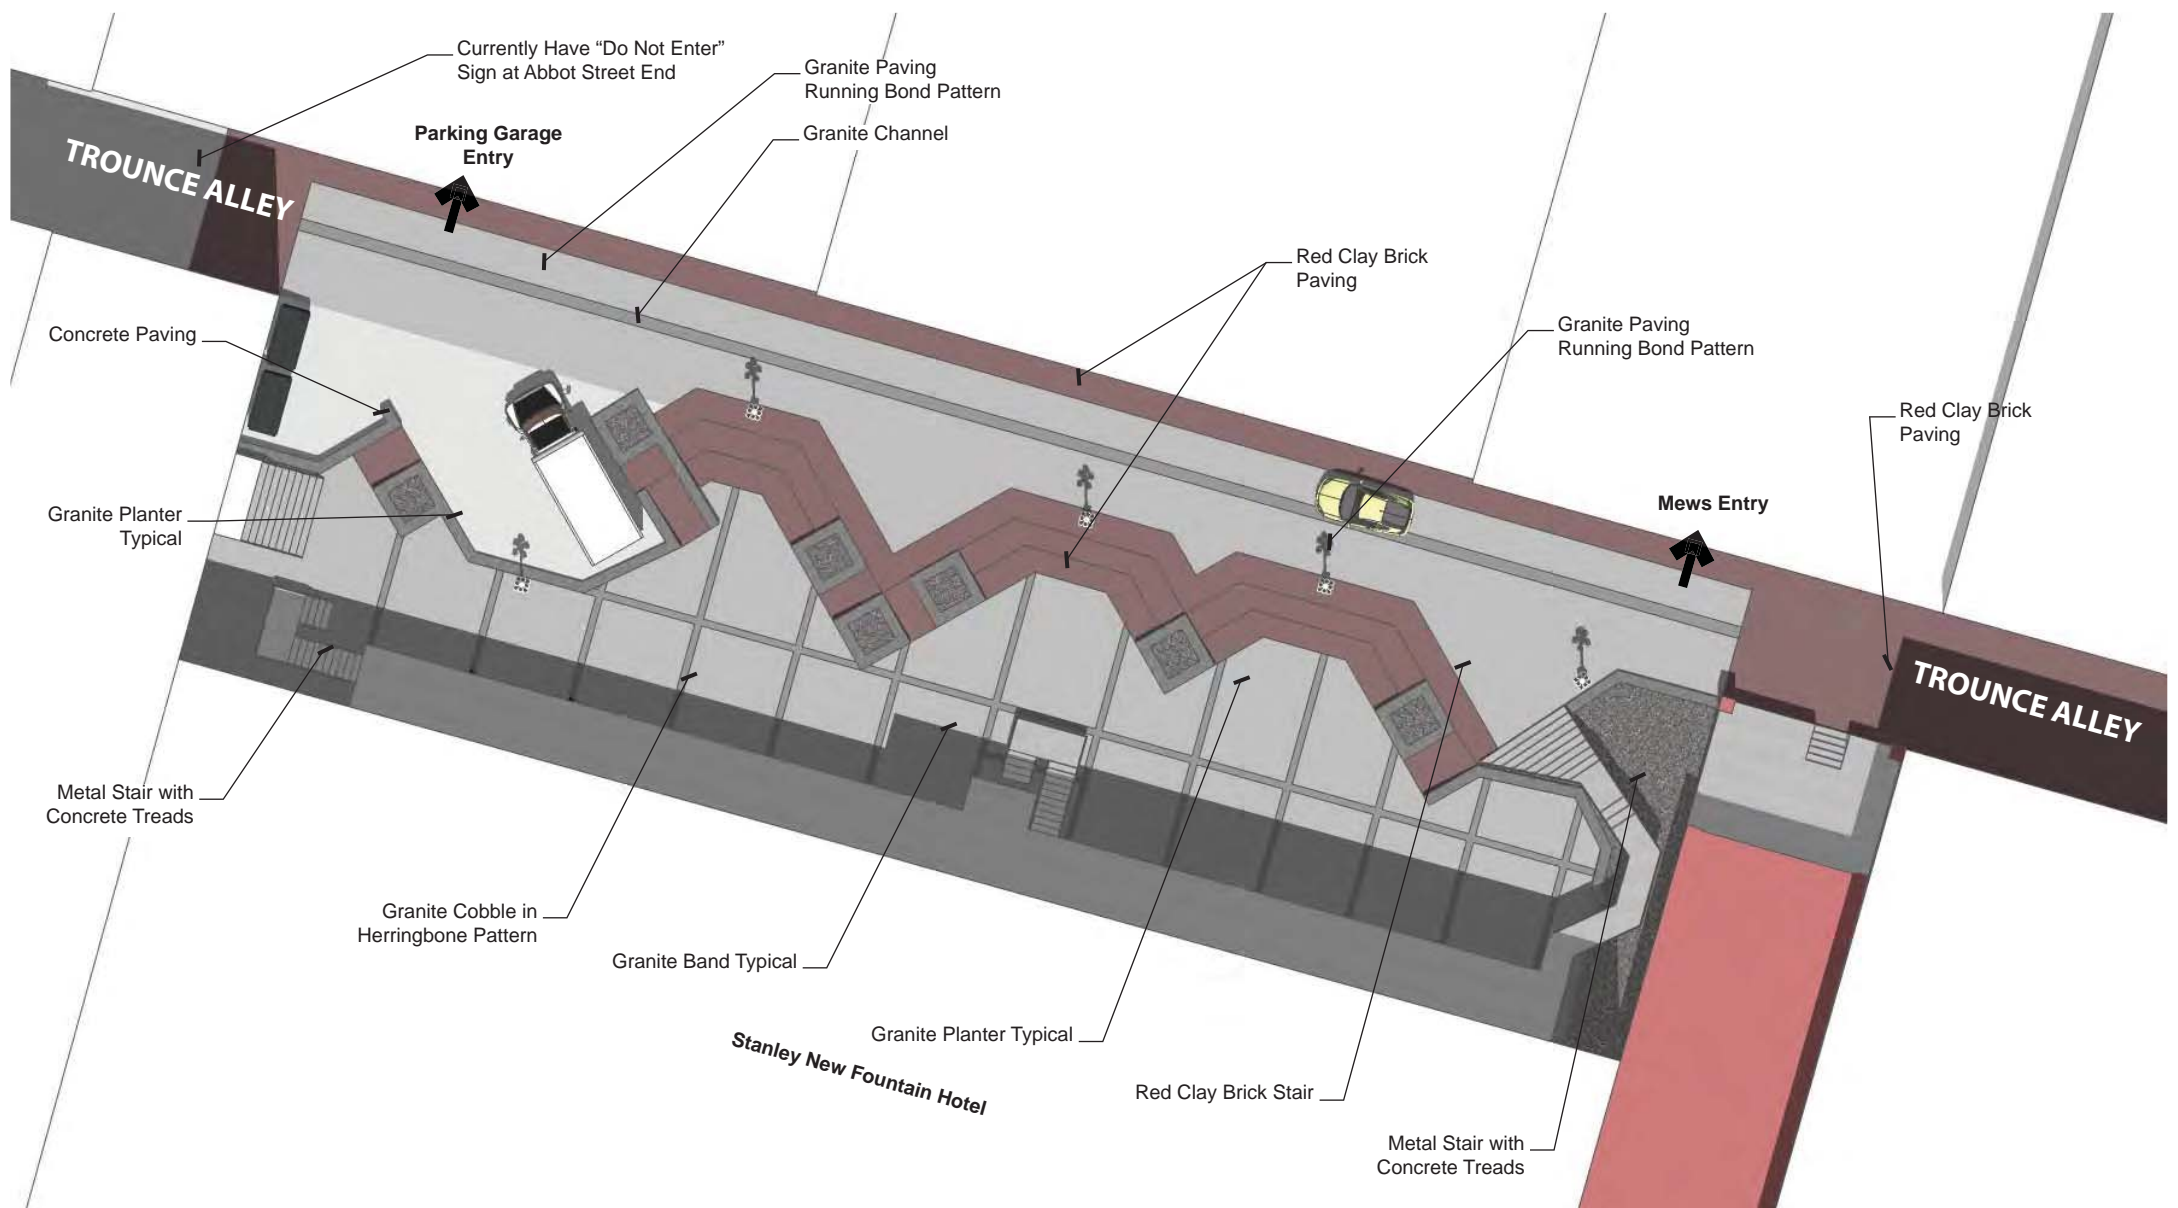 Currently Have “Do Not Enter”
Sign at Abbot Street End
Granite Paving
Running Bond Pattern
Parking Garage
Entry
Granite Channel
TROUNCE ALLEY
Red Clay Brick
Paving
Concrete Paving
Granite Paving
Running Bond Pattern
Red Clay Brick
Paving
Mews Entry
Granite Planter
Typical
TROUNCE ALLEY
Metal Stair with
Concrete Treads
Granite Cobble in
Herringbone Pattern
Granite Band Typical
Granite Planter Typical
Stanley New Fountain Hotel
Red Clay Brick Stair
Metal Stair with
Concrete Treads